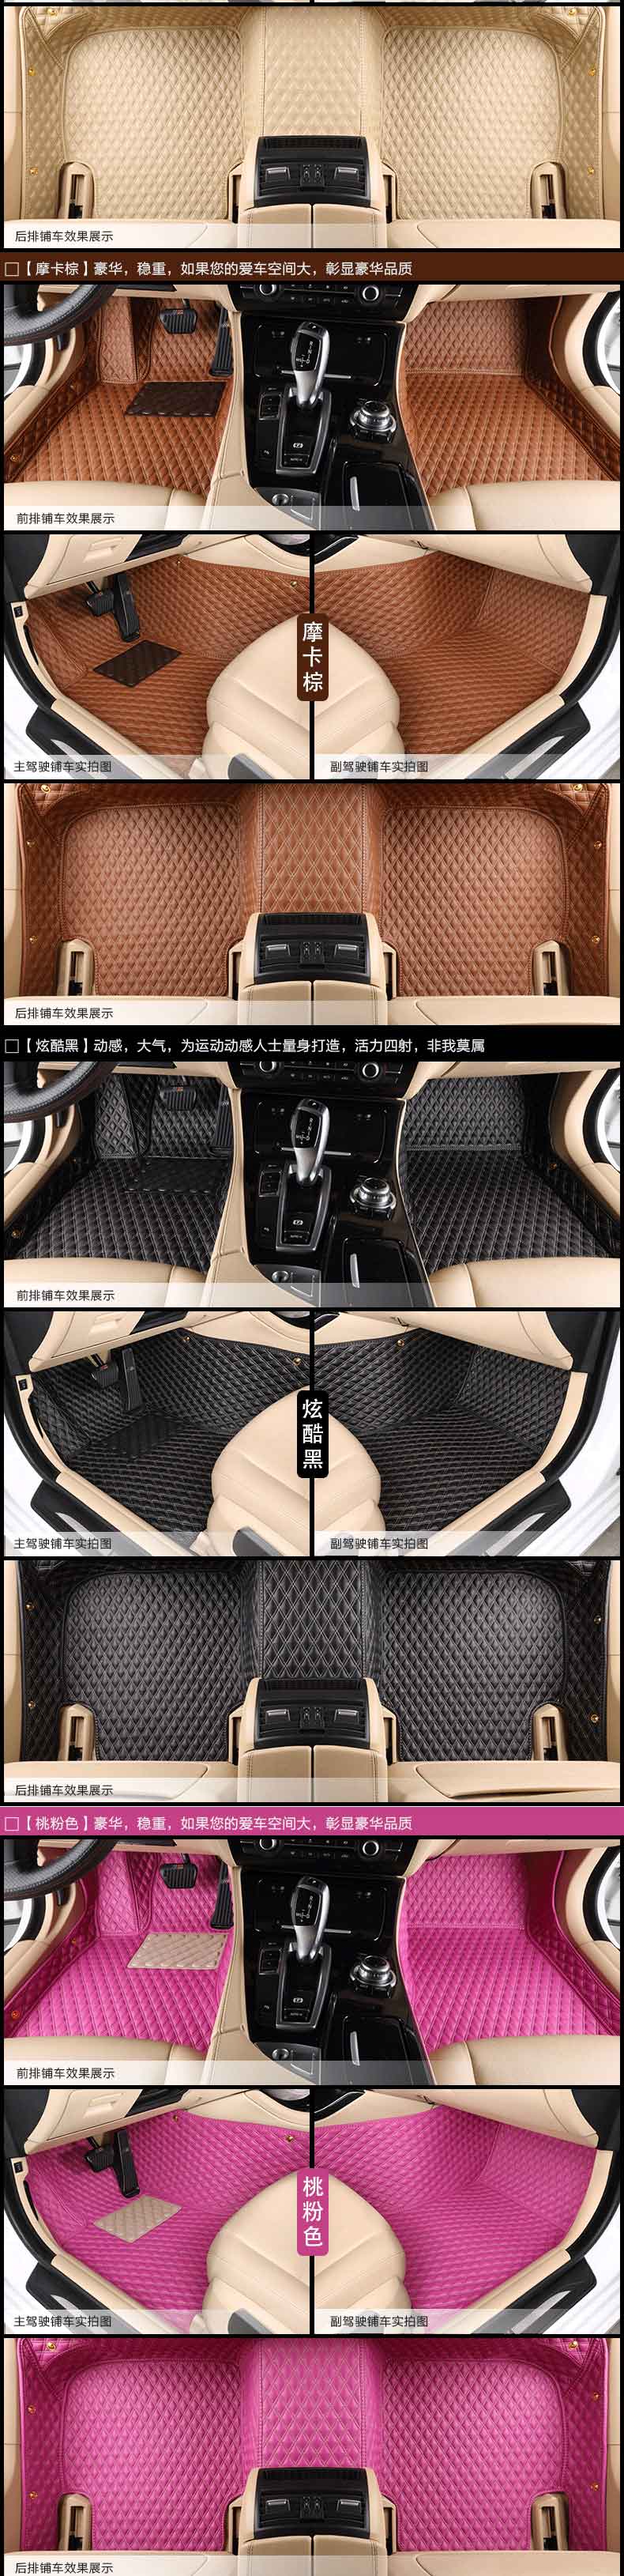 后排铺车效果展示
□【摩卡棕】豪华，稳重，如果您的爱车空间大，彰显豪华品质
前排铺车效果展示
摩卡棕
主驾驶铺车实拍图
副驾驶铺车实拍图
后排铺车效果展示
□【炫酷黑】动感，大气，为运动动感人士量身打造，活力四射，非我莫属
前排铺车效果展示
炫酷黑
主驾驶铺车实拍图
副驾驶铺车实拍图
后排铺车效果展示
□【桃粉色】豪华，稳重，如果您的爱车空间大，彰显豪华品质
前排铺车效果展示
桃粉色
主驾驶铺车实拍图
副驾驶铺车实拍图
后排铺车效果展示